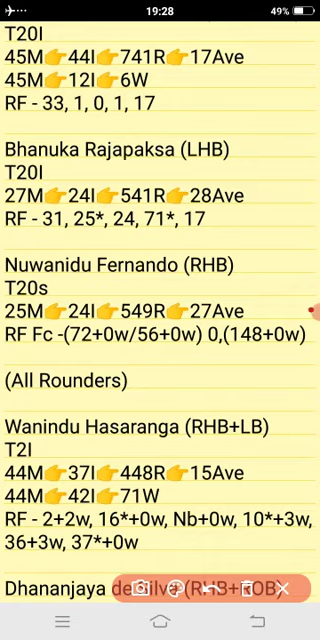 19:28
49%
T20I
45M👉44I👉741R👉17Ave
45M👉12I👉6W
RF - 33, 1, 0, 1, 17
Bhanuka Rajapaksa (LHB)
T20I
27M👉24I👉541R👉28Ave
RF - 31, 25*, 24, 71*, 17
Nuwanidu Fernando (RHB)
T20s
25M👉24I👉549R👉27Ave
RF Fc -(72+0w/56+0w) 0,(148+0w)
(All Rounders)
Wanindu Hasaranga (RHB+LB)
T2I
44M👉37I👉448R👉15Ave
44M👉42I👉71W
RF - 2+2w, 16*+0w, Nb+0w, 10*+3w,
36+3w, 37*+0w
Dhananjaya de Silva (RHB+ROB)